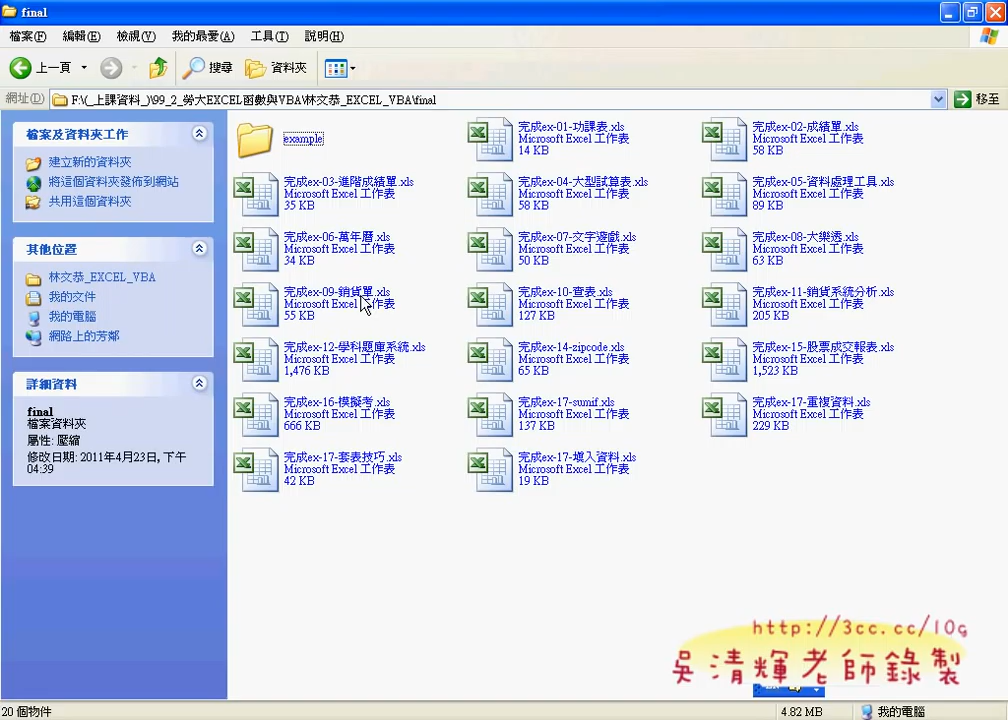 final
檔案(F) 編輯(E) 檢視(V) 我的最愛(A) 工具(T) 說明(H)
上一頁 搜尋 資料夾
網址(D) F:\(_上課資料_)\99_2_勞大EXCEL函數與VBA\林文恭_EXCEL_VBA\final 移至
檔案及資料夾工作
建立新的資料夾
將這個資料夾發佈到網站
共用這個資料夾
其他位置
林文恭_EXCEL_VBA
我的文件
我的電腦
網路上的芳鄰
詳細資料
final
檔案資料夾
屬性: 壓縮
修改日期: 2011年4月23日, 下午
04:39
example
完成ex-01-功課表.xls
Microsoft Excel 工作表
14 KB
完成ex-02-成績單.xls
Microsoft Excel 工作表
58 KB
完成ex-03-進階成績單.xls
Microsoft Excel 工作表
35 KB
完成ex-04-大型試算表.xls
Microsoft Excel 工作表
58 KB
完成ex-05-資料處理工具.xls
Microsoft Excel 工作表
89 KB
完成ex-06-萬年曆.xls
Microsoft Excel 工作表
34 KB
完成ex-07-文字遊戲.xls
Microsoft Excel 工作表
50 KB
完成ex-08-大樂透.xls
Microsoft Excel 工作表
63 KB
完成ex-09-銷貨單.xls
Microsoft Excel 工作表
55 KB
完成ex-10-查表.xls
Microsoft Excel 工作表
127 KB
完成ex-11-銷貨系統分析.xls
Microsoft Excel 工作表
205 KB
完成ex-12-學科題庫系統.xls
Microsoft Excel 工作表
1,476 KB
完成ex-14-zipcode.xls
Microsoft Excel 工作表
65 KB
完成ex-15-股票成交報表.xls
Microsoft Excel 工作表
1,523 KB
完成ex-16-模擬考.xls
Microsoft Excel 工作表
666 KB
完成ex-17-sumif.xls
Microsoft Excel 工作表
137 KB
完成ex-17-重複資料.xls
Microsoft Excel 工作表
229 KB
完成ex-17-套表技巧.xls
Microsoft Excel 工作表
42 KB
完成ex-17-填入資料.xls
Microsoft Excel 工作表
19 KB
http://3cc.cc/10g
吳清輝老師錄製
20 個物件 4.82 MB 我的電腦